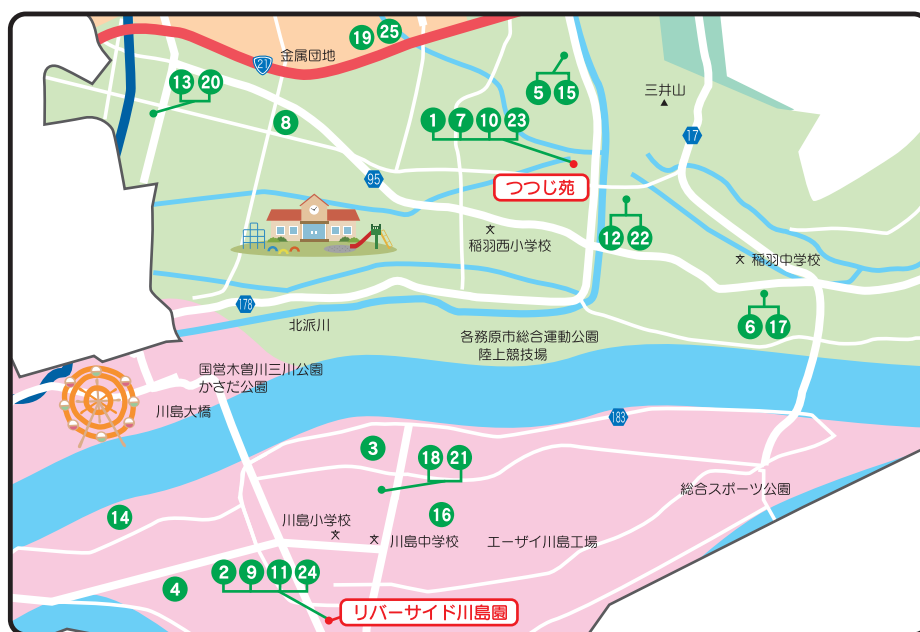 19 25
金属団地
21
13 20
5 15
三井山
1 7 10 23
8
17
95
つつじ苑
12 22
稲羽西小学校
稲羽中学校
178
北派川
6 17
各務原市総合運動公園
陸上競技場
国営木曽川三川公園
かさだ公園
川島大橋
183
3
18 21
総合スポーツ公園
14
16
川島小学校
川島中学校
エーザイ川島工場
2 9 11 24
4
リバーサイド川島園